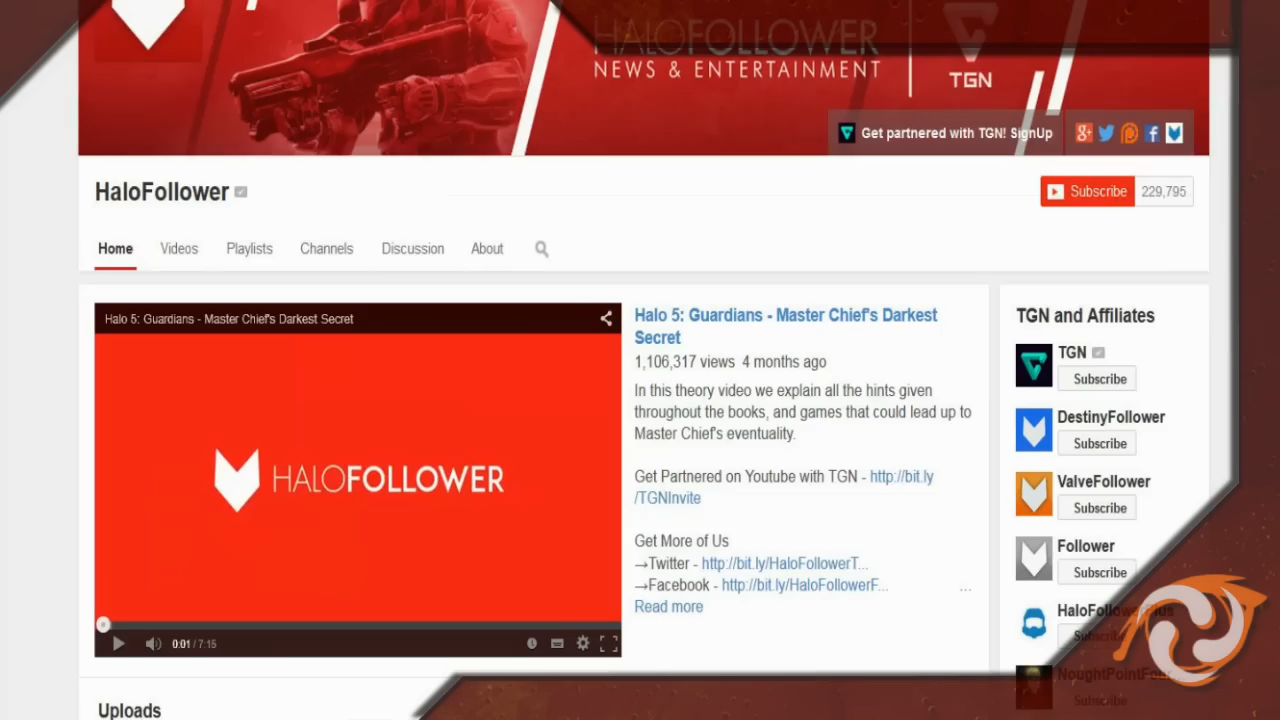 HALOFOLLOWER
NEWS & ENTERTAINMENT
TGN
Get partnered with TGN! SignUp
HaloFollower
Subscribe 229,795
Home Videos Playlists Channels Discussion About
Halo 5: Guardians - Master Chief's Darkest Secret
HALOFOLLOWER
0:01 / 7:15
Halo 5: Guardians - Master Chief's Darkest
Secret
1,106,317 views 4 months ago
In this theory video we explain all the hints given
throughout the books, and games that could lead up to
Master Chief's eventuality.
Get Partnered on Youtube with TGN - http://bit.ly
/TGNInvite
Get More of Us
→Twitter - http://bit.ly/HaloFollowerT...
→Facebook - http://bit.ly/HaloFollowerF... ...
Read more
TGN and Affiliates
TGN
Subscribe
DestinyFollower
Subscribe
ValveFollower
Subscribe
Follower
Subscribe
HaloFollowerPlus
Subscribe
Subscribe
Uploads